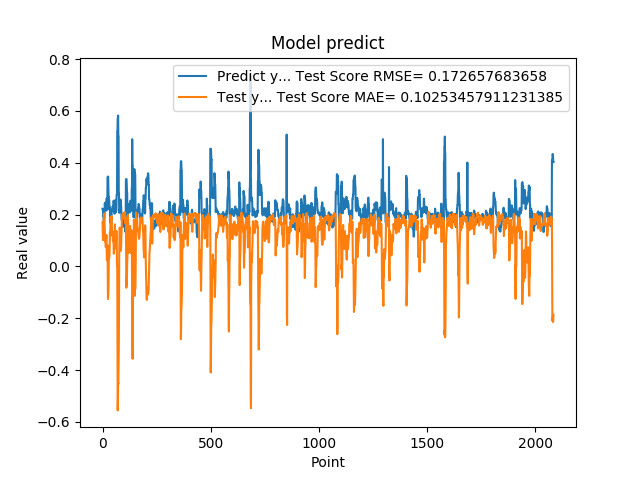 Model predict
Predict y... Test Score RMSE= 0.172657683658
Test y... Test Score MAE= 0.10253457911231385
Real value
0.8
0.6
0.4
0.2
0.0
−0.2
−0.4
−0.6
0
500
1000
1500
2000
Point